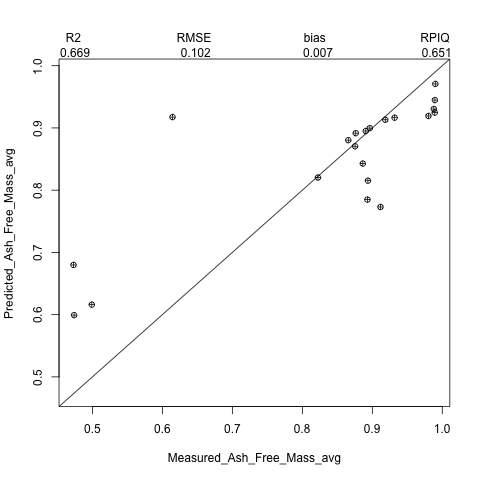 R2 RMSE bias RPIQ
0.669 0.102 0.007 0.651
1.0
0.9
0.8
0.7
0.6
0.5
Predicted_Ash_Free_Mass_avg
0.5 0.6 0.7 0.8 0.9 1.0
Measured_Ash_Free_Mass_avg